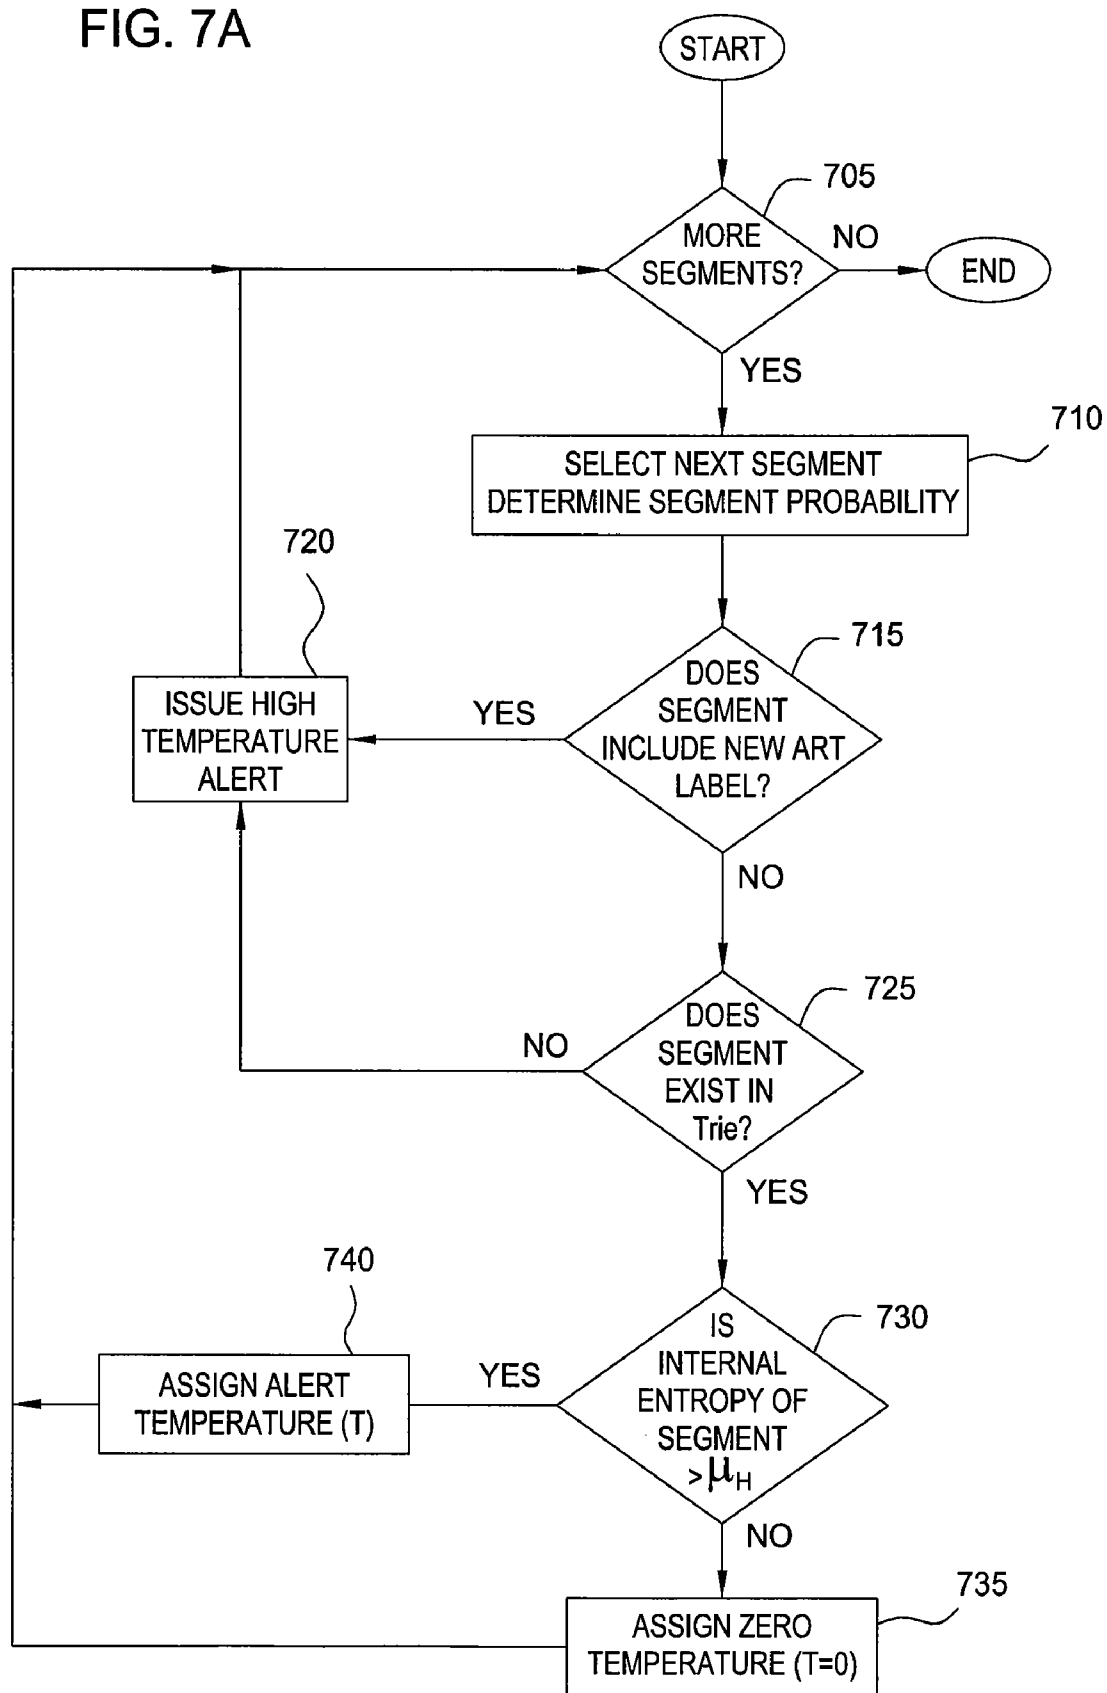 FIG. 7A
START
705
MORE
SEGMENTS?
NO
END
YES
710
SELECT NEXT SEGMENT
DETERMINE SEGMENT PROBABILITY
720
715
DOES
SEGMENT
INCLUDE NEW ART
LABEL?
YES
ISSUE HIGH
TEMPERATURE
ALERT
NO
725
DOES
SEGMENT
EXIST IN
Trie?
NO
YES
740
730
IS
INTERNAL
ENTROPY OF
SEGMENT
>μH
YES
ASSIGN ALERT
TEMPERATURE (T)
NO
735
ASSIGN ZERO
TEMPERATURE (T=0)